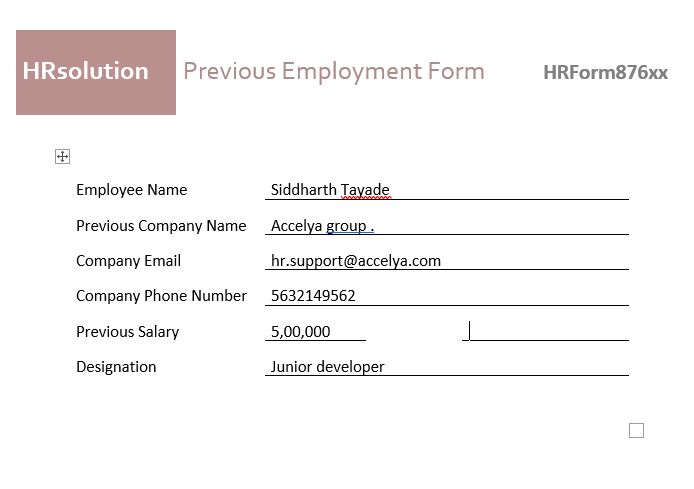 HRsolution Previous Employment Form HRForm876xx
Employee Name Siddharth Tayade
Previous Company Name Accelya group .
Company Email hr.support@accelya.com
Company Phone Number 5632149562
Previous Salary 5,00,000
Designation Junior developer